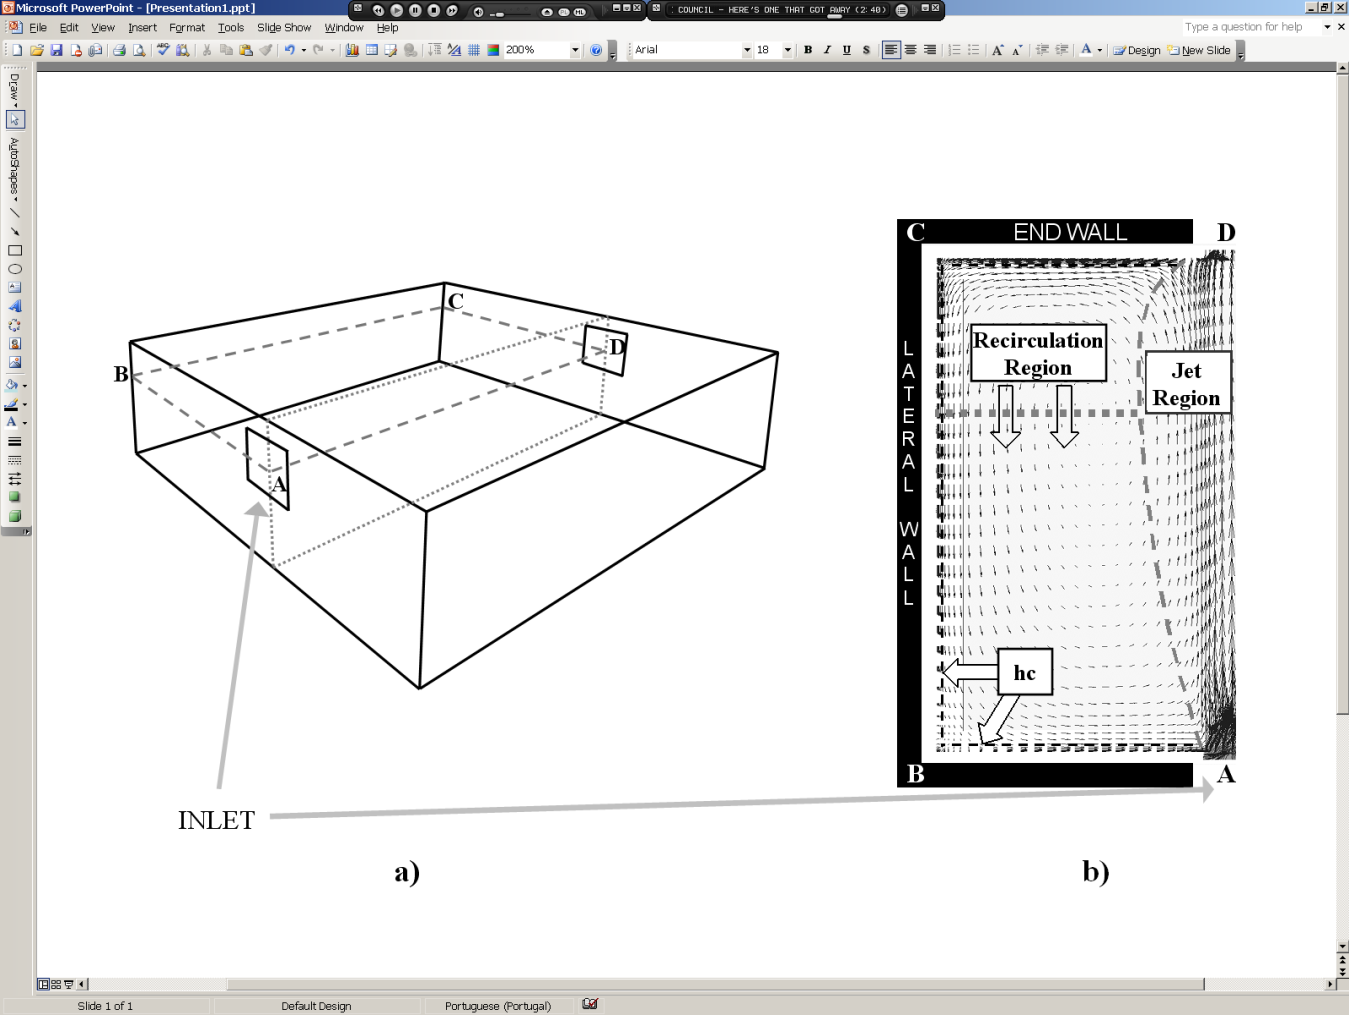 Microsoft PowerPoint - [Presentation1.ppt]
COUNCIL - HERE'S ONE THAT GOT AWAY (2:40)
File Edit View Insert Format Tools Slide Show Window Help
Type a question for help
200%
Arial
18
B I U S
Design
New Slide
Draw
AutoShapes
C
END WALL
D
C
B
D
A
Recirculation
Region
Jet
Region
LATERAL WALL
hc
B
A
INLET
a)
b)
Slide 1 of 1
Default Design
Portuguese (Portugal)